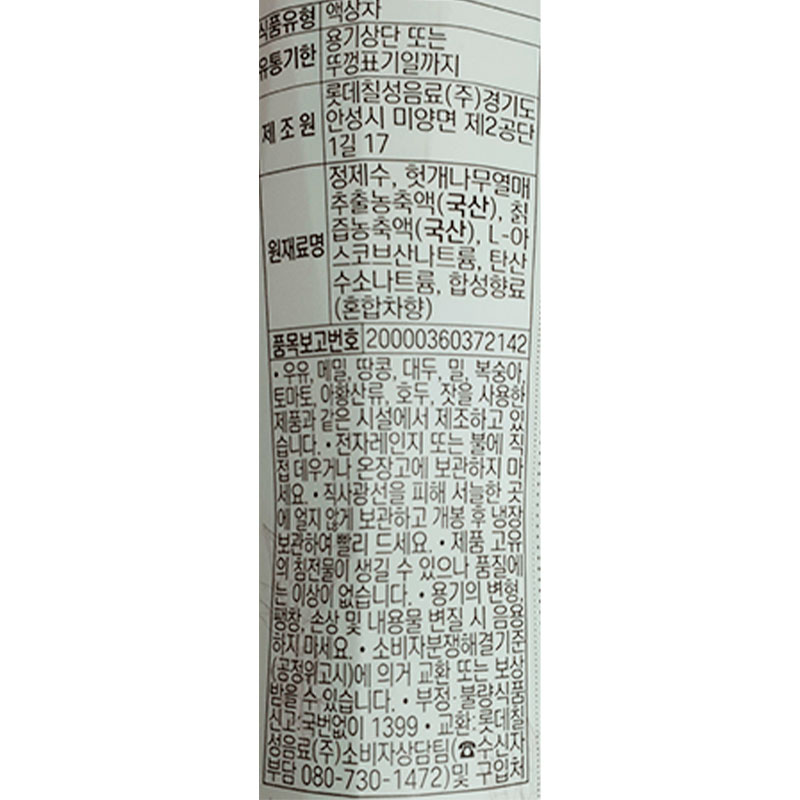 식품유형 액상차
유통기한 용기상단 또는
뚜껑표기일까지
제조원 롯데칠성음료(주)경기도
안성시 미양면 제2공단
1길 17
원재료명 정제수, 헛개나무열매
추출농축액(국산), 칡
즙농축액(국산), L-아
스코브산나트륨, 탄산
수소나트륨, 합성향료
(혼합차향)
품목보고번호 20000360372142
• 우유, 메밀, 땅콩, 대두, 밀, 복숭아,
토마토, 아황산류, 호두, 잣을 사용한
제품과 같은 시설에서 제조하고 있
습니다. • 전자레인지 또는 불에 직
접 데우거나 온장고에 보관하지 마
세요. • 직사광선을 피해 서늘한 곳
에 얼지 않게 보관하고 개봉 후 냉장
보관하여 빨리 드세요. • 제품 고유
의 침전물이 생길 수 있으나 품질에
는 이상이 없습니다. • 용기의 변형,
팽창, 손상 및 내용물 변질 시 음용
하지 마세요. • 소비자분쟁해결기준
(공정위고시)에 의거 교환 또는 보상
받을 수 있습니다. • 부정·불량식품
신고:국번없이 1399 • 교환:롯데칠
성음료(주)소비자상담팀(☎수신자
부담 080-730-1472)및 구입처